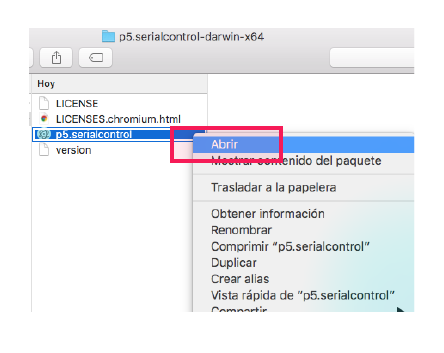 p5.serialcontrol-darwin-x64
Hoy
LICENSE
LICENSES.chromium.html
p5.serialcontrol
version
Abrir
Mostrar contenido del paquete
Trasladar a la papelera
Obtener información
Renombrar
Comprimir “p5.serialcontrol”
Duplicar
Crear alias
Vista rápida de “p5.serialcontrol”
Compartir